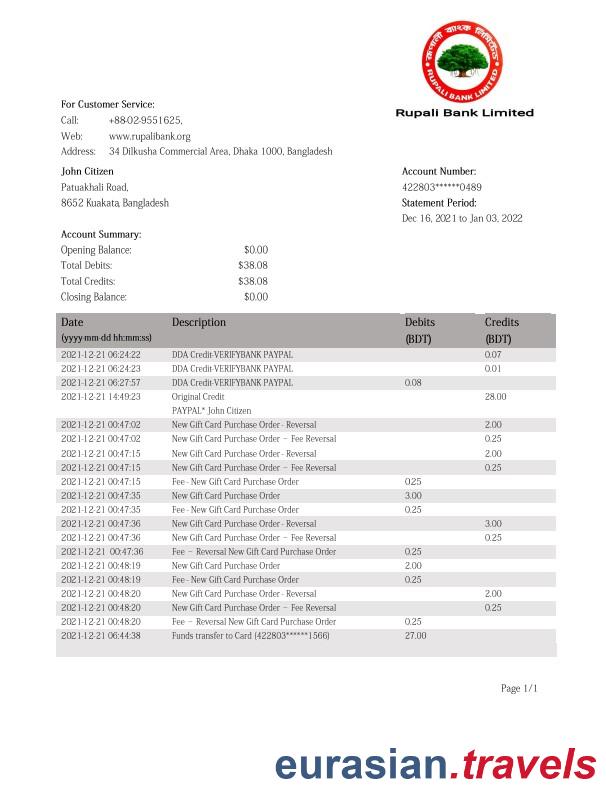 রূপালী ব্যাংক লিমিটেড
RUPALI BANK LIMITED
Rupali Bank Limited
For Customer Service:
Call: +88-02-9551625,
Web: www.rupalibank.org
Address: 34 Dilkusha Commercial Area, Dhaka 1000, Bangladesh
John Citizen Account Number:
Patuakhali Road, 422803******0489
8652 Kuakata, Bangladesh Statement Period:
Dec 16, 2021 to Jan 03, 2022
Account Summary:
Opening Balance: $0.00
Total Debits: $38.08
Total Credits: $38.08
Closing Balance: $0.00
Date Description Debits Credits
(yyyy-mm-dd hh:mm:ss) (BDT) (BDT)
2021-12-21 06:24:22 DDA Credit-VERIFYBANK PAYPAL 0.07
2021-12-21 06:24:23 DDA Credit-VERIFYBANK PAYPAL 0.01
2021-12-21 06:27:57 DDA Credit-VERIFYBANK PAYPAL 0.08
2021-12-21 14:49:23 Original Credit 28.00
PAYPAL* John Citizen
2021-12-21 00:47:02 New Gift Card Purchase Order - Reversal 2.00
2021-12-21 00:47:02 New Gift Card Purchase Order – Fee Reversal 0.25
2021-12-21 00:47:15 New Gift Card Purchase Order - Reversal 2.00
2021-12-21 00:47:15 New Gift Card Purchase Order – Fee Reversal 0.25
2021-12-21 00:47:15 Fee - New Gift Card Purchase Order 0.25
2021-12-21 00:47:35 New Gift Card Purchase Order 3.00
2021-12-21 00:47:35 Fee - New Gift Card Purchase Order 0.25
2021-12-21 00:47:36 New Gift Card Purchase Order - Reversal 3.00
2021-12-21 00:47:36 New Gift Card Purchase Order – Fee Reversal 0.25
2021-12-21 00:47:36 Fee – Reversal New Gift Card Purchase Order 0.25
2021-12-21 00:48:19 New Gift Card Purchase Order 2.00
2021-12-21 00:48:19 Fee - New Gift Card Purchase Order 0.25
2021-12-21 00:48:20 New Gift Card Purchase Order - Reversal 2.00
2021-12-21 00:48:20 New Gift Card Purchase Order – Fee Reversal 0.25
2021-12-21 00:48:20 Fee – Reversal New Gift Card Purchase Order 0.25
2021-12-21 06:44:38 Funds transfer to Card (422803******1566) 27.00
Page 1/1
eurasian.travels